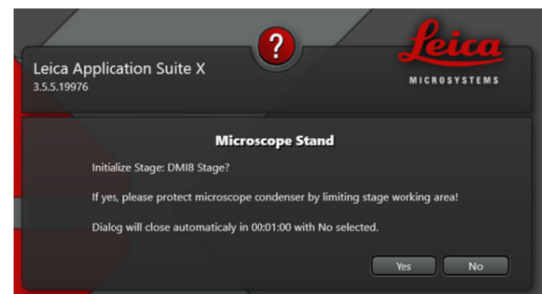 ?
Leica
MICROSYSTEMS
Leica Application Suite X
3.5.5.19976
Microscope Stand
Initialize Stage: DMI8 Stage?
If yes, please protect microscope condenser by limiting stage working area!
Dialog will close automaticaly in 00:01:00 with No selected.
Yes No